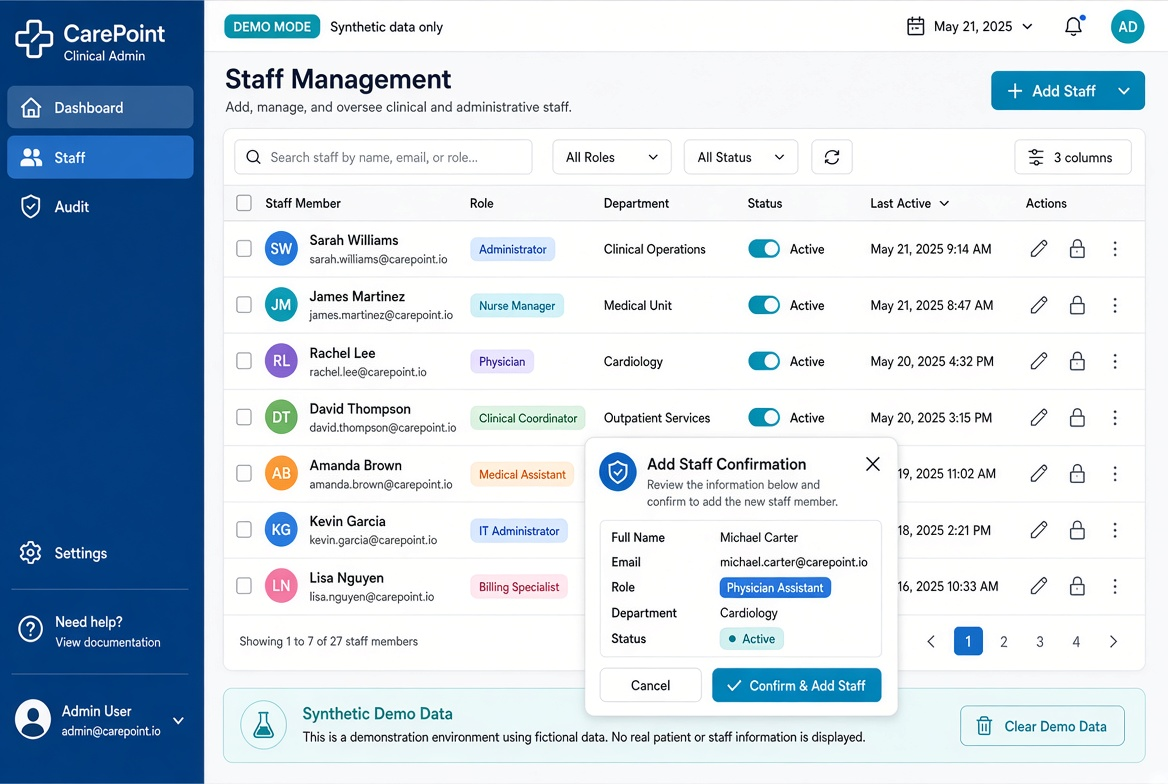 CarePoint
Clinical Admin
Dashboard
Staff
Audit
Settings
Need help?
View documentation
Admin User
admin@carepoint.io
DEMO MODE Synthetic data only
May 21, 2025
AD
Staff Management
Add, manage, and oversee clinical and administrative staff.
+ Add Staff
Search staff by name, email, or role...
All Roles
All Status
3 columns
Staff Member Role Department Status Last Active Actions
SW Sarah Williams
sarah.williams@carepoint.io
Administrator Clinical Operations Active May 21, 2025 9:14 AM
JM James Martinez
james.martinez@carepoint.io
Nurse Manager Medical Unit Active May 21, 2025 8:47 AM
RL Rachel Lee
rachel.lee@carepoint.io
Physician Cardiology Active May 20, 2025 4:32 PM
DT David Thompson
david.thompson@carepoint.io
Clinical Coordinator Outpatient Services Active May 20, 2025 3:15 PM
AB Amanda Brown
amanda.brown@carepoint.io
Medical Assistant 19, 2025 11:02 AM
KG Kevin Garcia
kevin.garcia@carepoint.io
IT Administrator 18, 2025 2:21 PM
LN Lisa Nguyen
lisa.nguyen@carepoint.io
Billing Specialist 16, 2025 10:33 AM
Showing 1 to 7 of 27 staff members
1 2 3 4
Add Staff Confirmation
Review the information below and
confirm to add the new staff member.
Full Name Michael Carter
Email michael.carter@carepoint.io
Role Physician Assistant
Department Cardiology
Status Active
Cancel
Confirm & Add Staff
Synthetic Demo Data
This is a demonstration environment using fictional data. No real patient or staff information is displayed.
Clear Demo Data